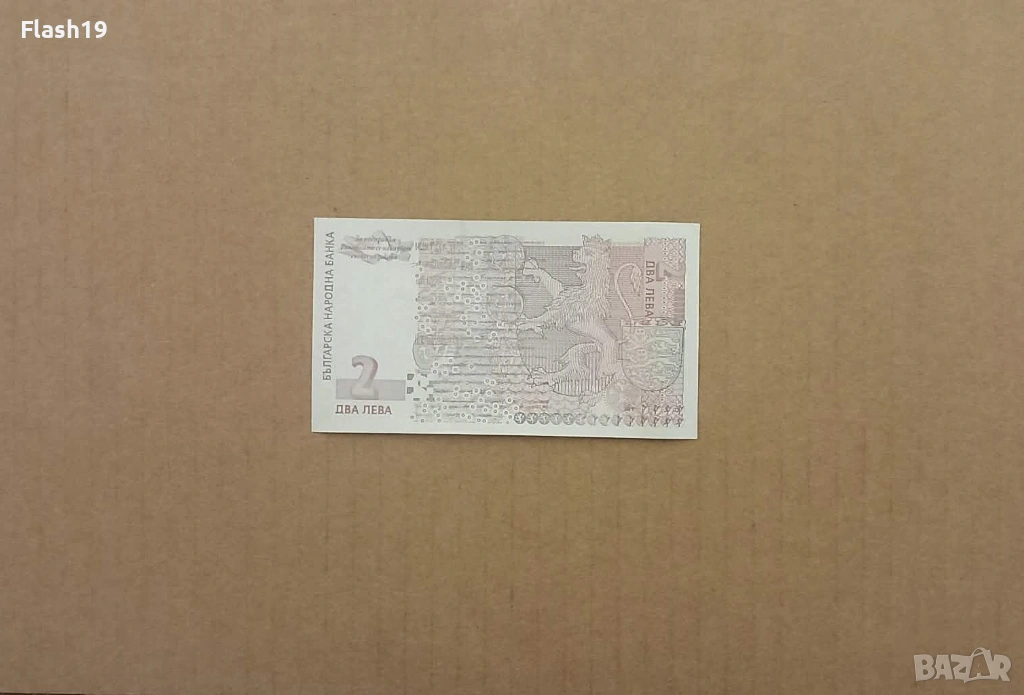 Flash19
БЪЛГАРСКА НАРОДНА БАНКА
2
ДВА ЛЕВА
2
ДВА ЛЕВА
BAZAR